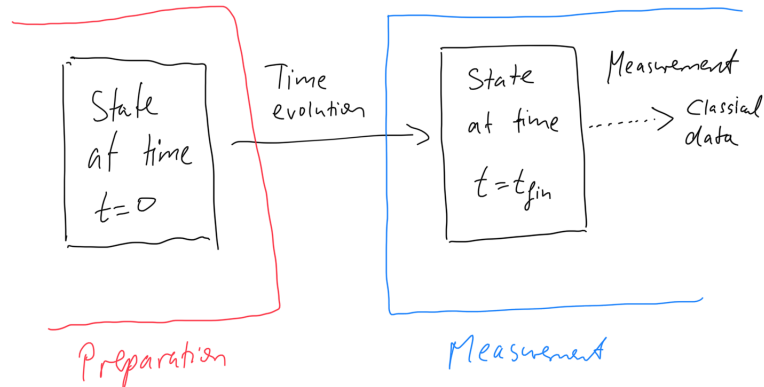 State
at time
t=0
Time
evolution
State
at time
t=t_fin
Measurement
Classical
data
Preparation
Measurement